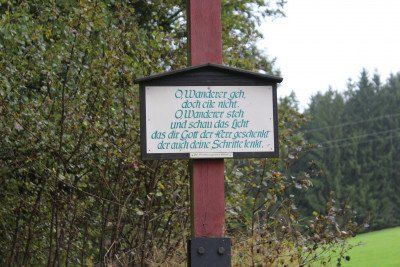 O, Wanderer geh,
doch eile nicht.
O Wanderer steh
und schau das Licht
das dir Gott der Herr geschenkt
der auch deine Schritte lenkt.